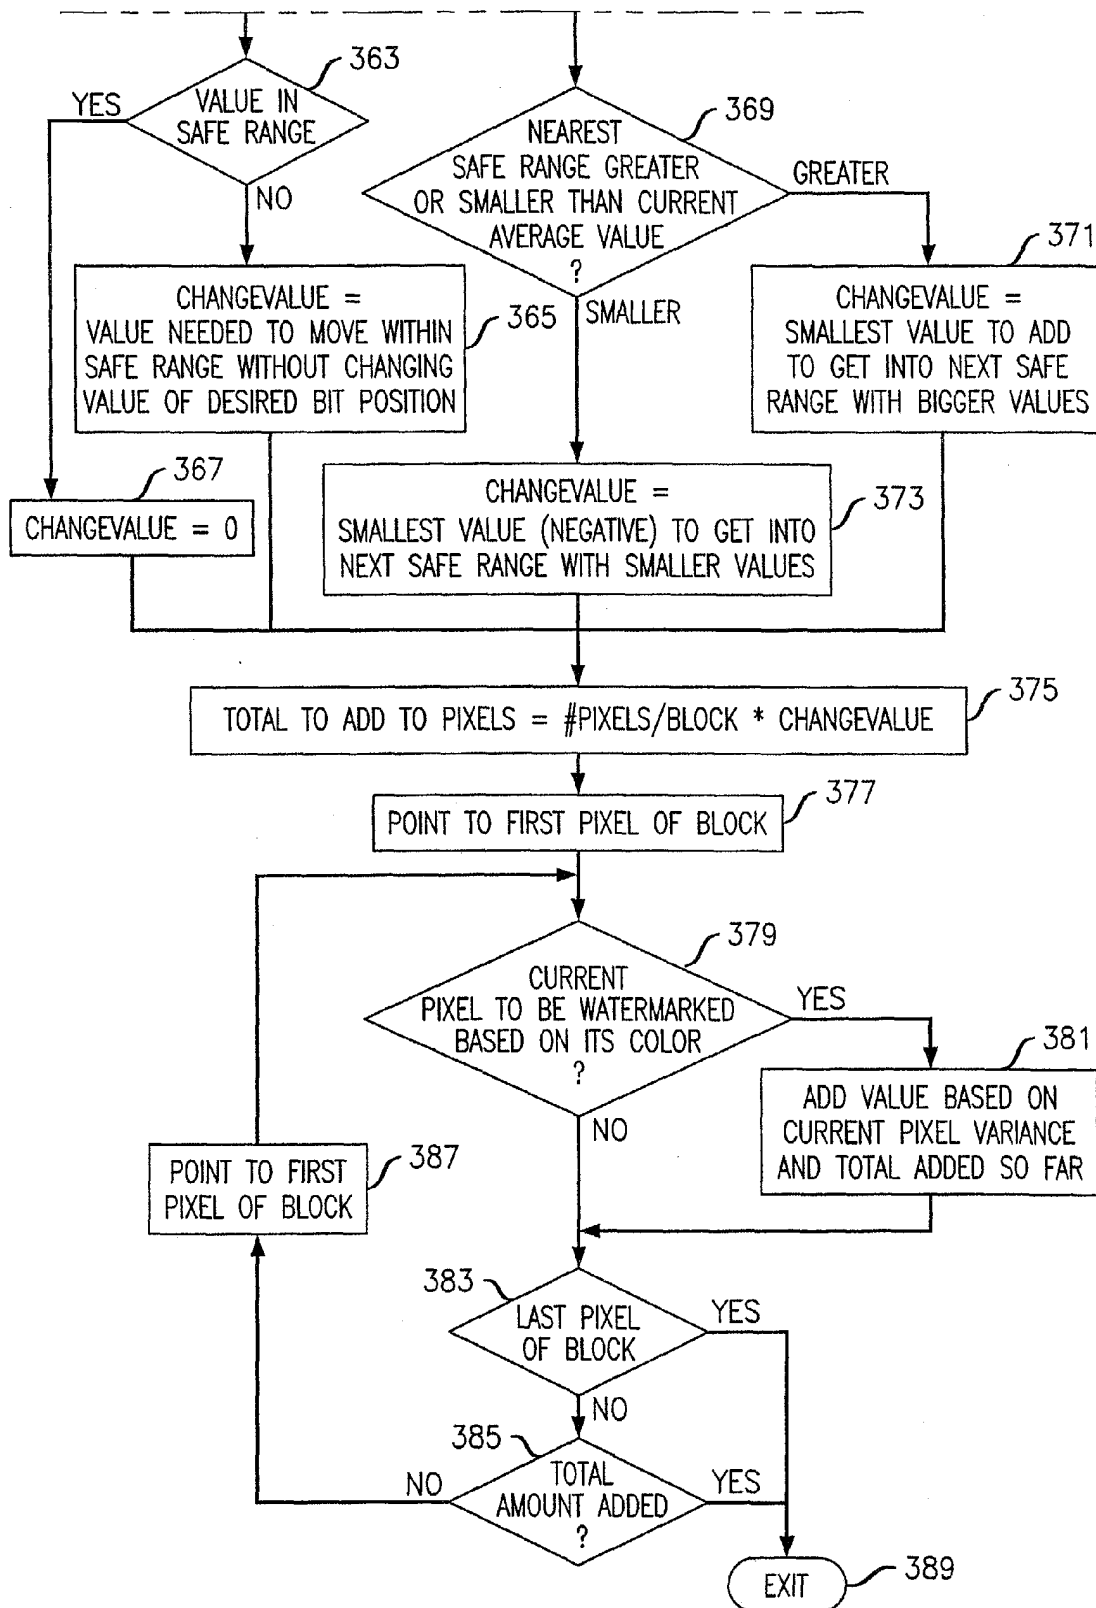 363
YES
VALUE IN
SAFE RANGE
NO
369
NEAREST
SAFE RANGE GREATER
OR SMALLER THAN CURRENT
AVERAGE VALUE
?
GREATER
SMALLER
CHANGEVALUE =
VALUE NEEDED TO MOVE WITHIN
SAFE RANGE WITHOUT CHANGING
VALUE OF DESIRED BIT POSITION
365
371
CHANGEVALUE =
SMALLEST VALUE TO ADD
TO GET INTO NEXT SAFE
RANGE WITH BIGGER VALUES
367
CHANGEVALUE = 0
CHANGEVALUE =
SMALLEST VALUE (NEGATIVE) TO GET INTO
NEXT SAFE RANGE WITH SMALLER VALUES
373
TOTAL TO ADD TO PIXELS = #PIXELS/BLOCK * CHANGEVALUE
375
POINT TO FIRST PIXEL OF BLOCK
377
379
CURRENT
PIXEL TO BE WATERMARKED
BASED ON ITS COLOR
?
YES
NO
381
ADD VALUE BASED ON
CURRENT PIXEL VARIANCE
AND TOTAL ADDED SO FAR
POINT TO FIRST
PIXEL OF BLOCK
387
383
LAST PIXEL
OF BLOCK
YES
NO
385
TOTAL
AMOUNT ADDED
?
NO
YES
EXIT
389